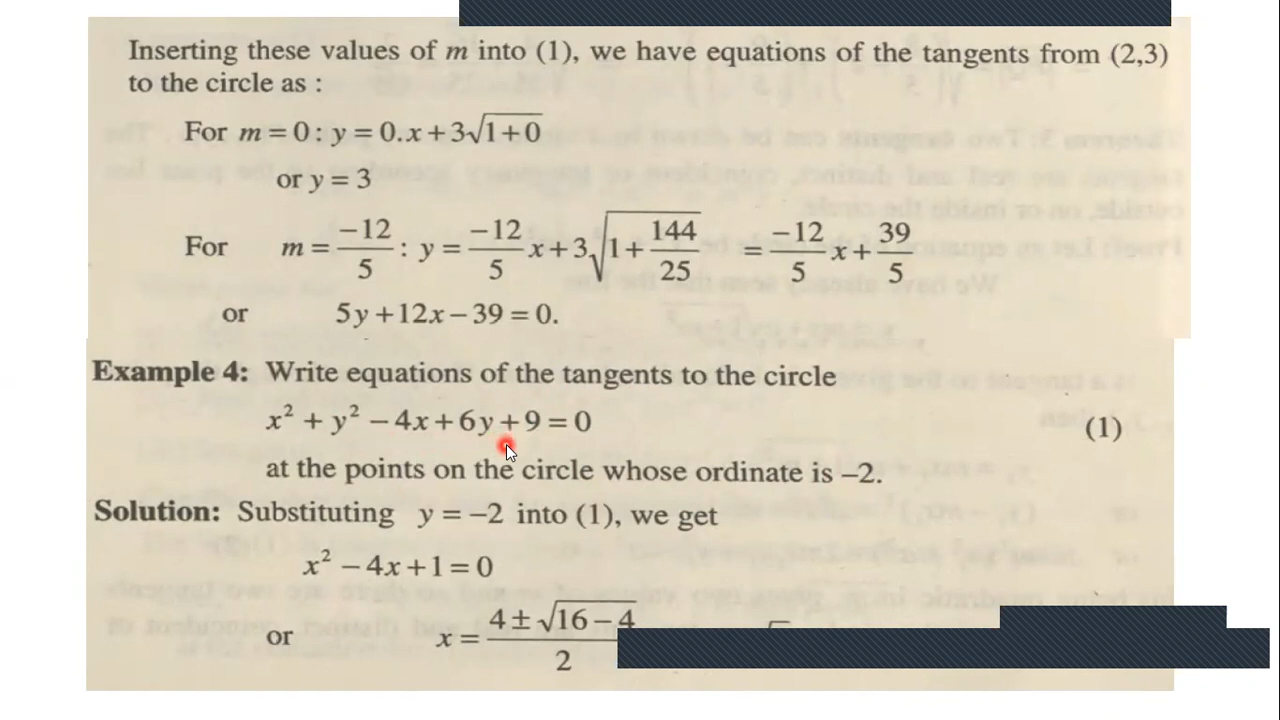 Inserting these values of m into (1), we have equations of the tangents from (2,3)
to the circle as :
For m = 0 : y = 0.x + 3√(1+0)
or y = 3
For m = -12/5 : y = -12/5 x + 3√(1 + 144/25) = -12/5 x + 39/5
or 5y + 12x – 39 = 0.
Example 4: Write equations of the tangents to the circle
x² + y² – 4x + 6y + 9 = 0 (1)
at the points on the circle whose ordinate is –2.
Solution: Substituting y = –2 into (1), we get
x² – 4x + 1 = 0
or x = (4 ± √(16 – 4))/2